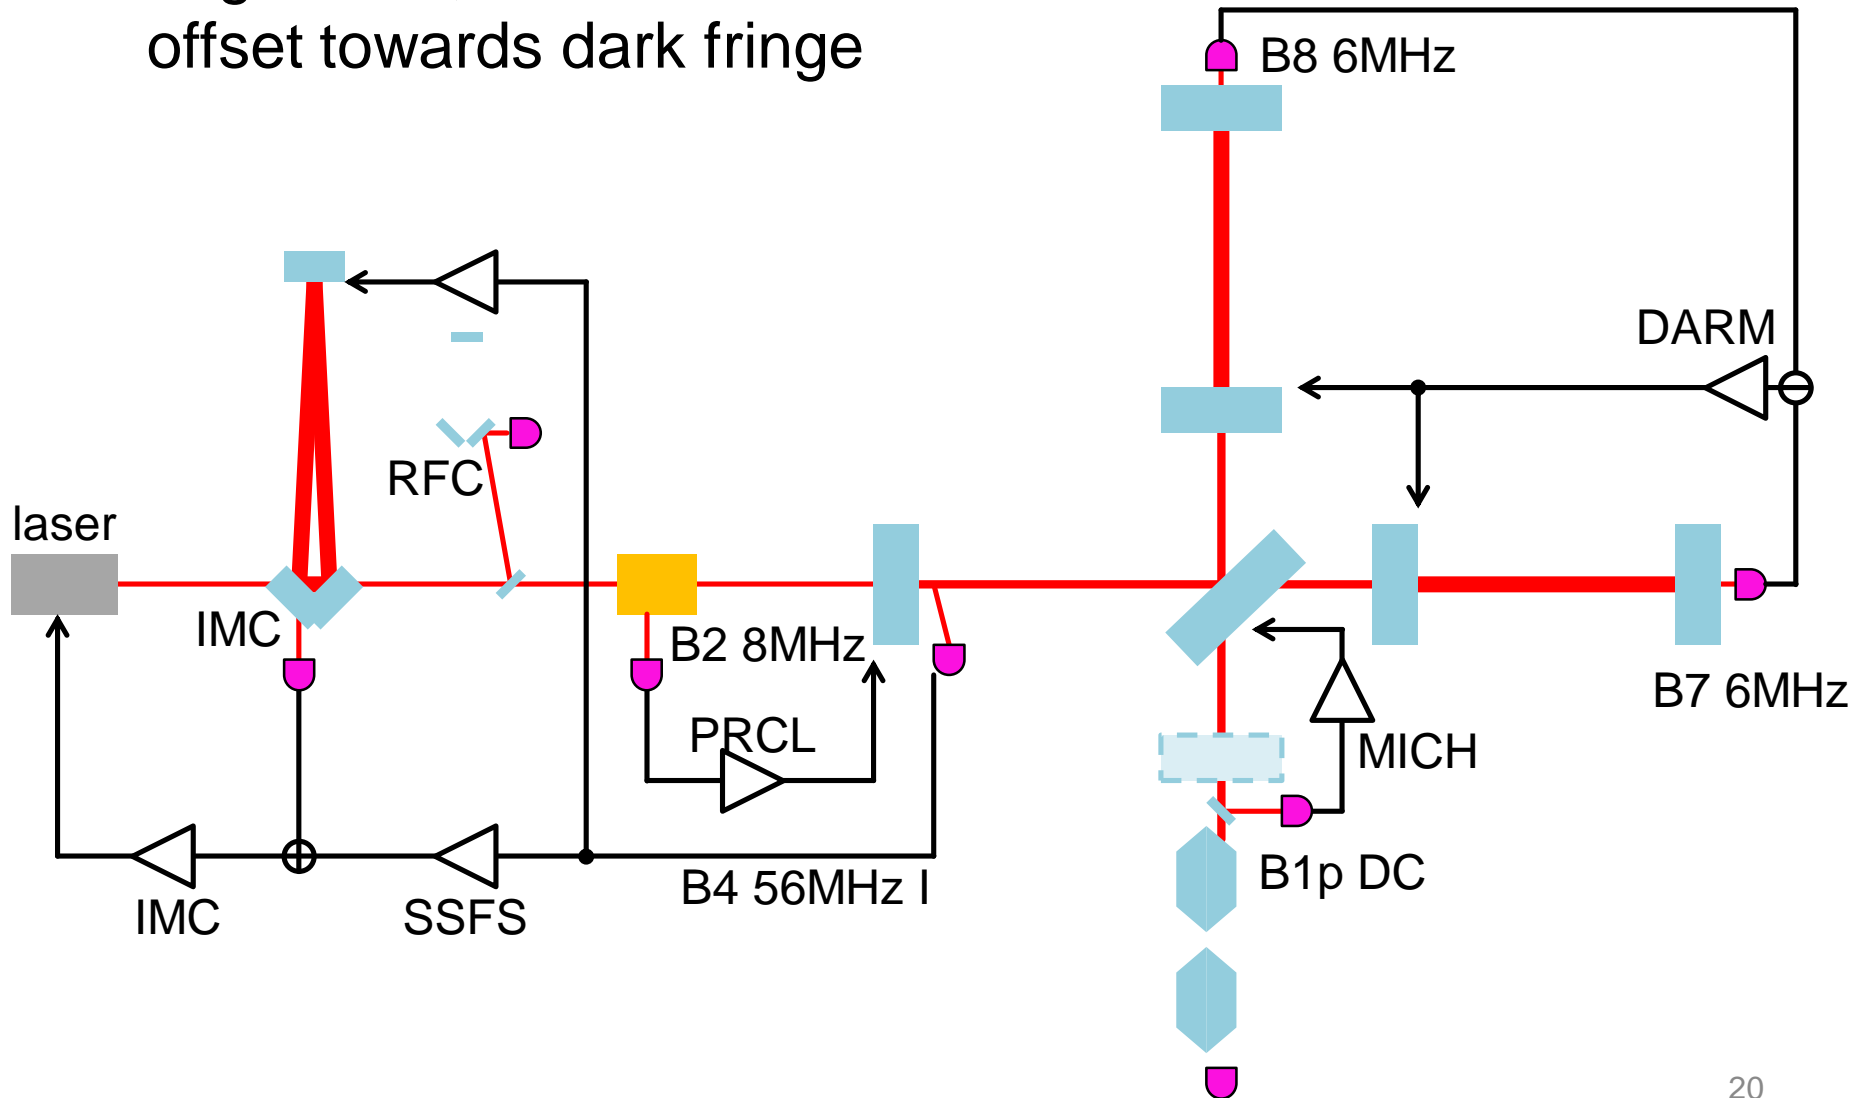 offset towards dark fringe
B8 6MHz
DARM
RFC
laser
IMC
B2 8MHz
B7 6MHz
PRCL
MICH
B1p DC
B4 56MHz I
IMC
SSFS
20